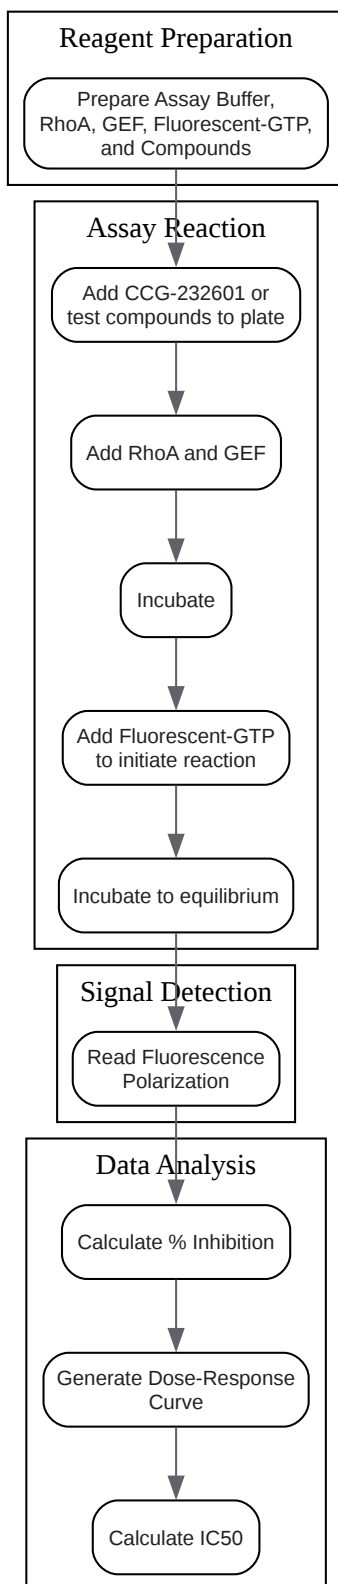 Reagent Preparation
Prepare Assay Buffer,
RhoA, GEF, Fluorescent-GTP,
and Compounds
Assay Reaction
Add CCG-232601 or
test compounds to plate
Add RhoA and GEF
Incubate
Add Fluorescent-GTP
to initiate reaction
Incubate to equilibrium
Signal Detection
Read Fluorescence
Polarization
Data Analysis
Calculate % Inhibition
Generate Dose-Response
Curve
Calculate IC50